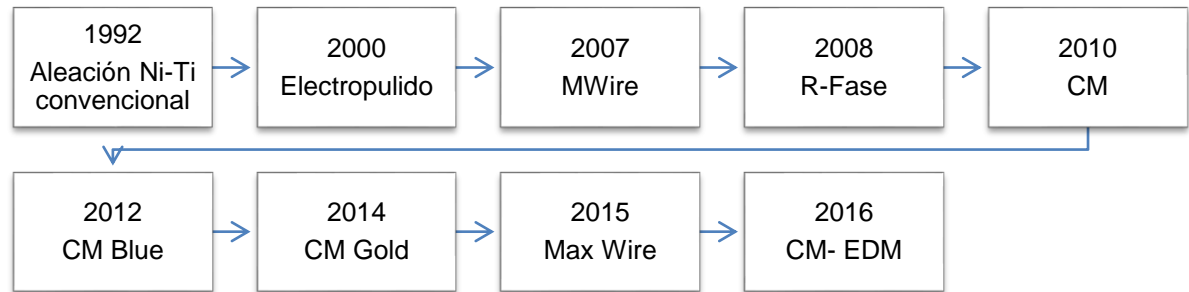 1992
Aleación Ni-Ti
convencional
2000
Electropulido
2007
MWire
2008
R-Fase
2010
CM
2012
CM Blue
2014
CM Gold
2015
Max Wire
2016
CM- EDM